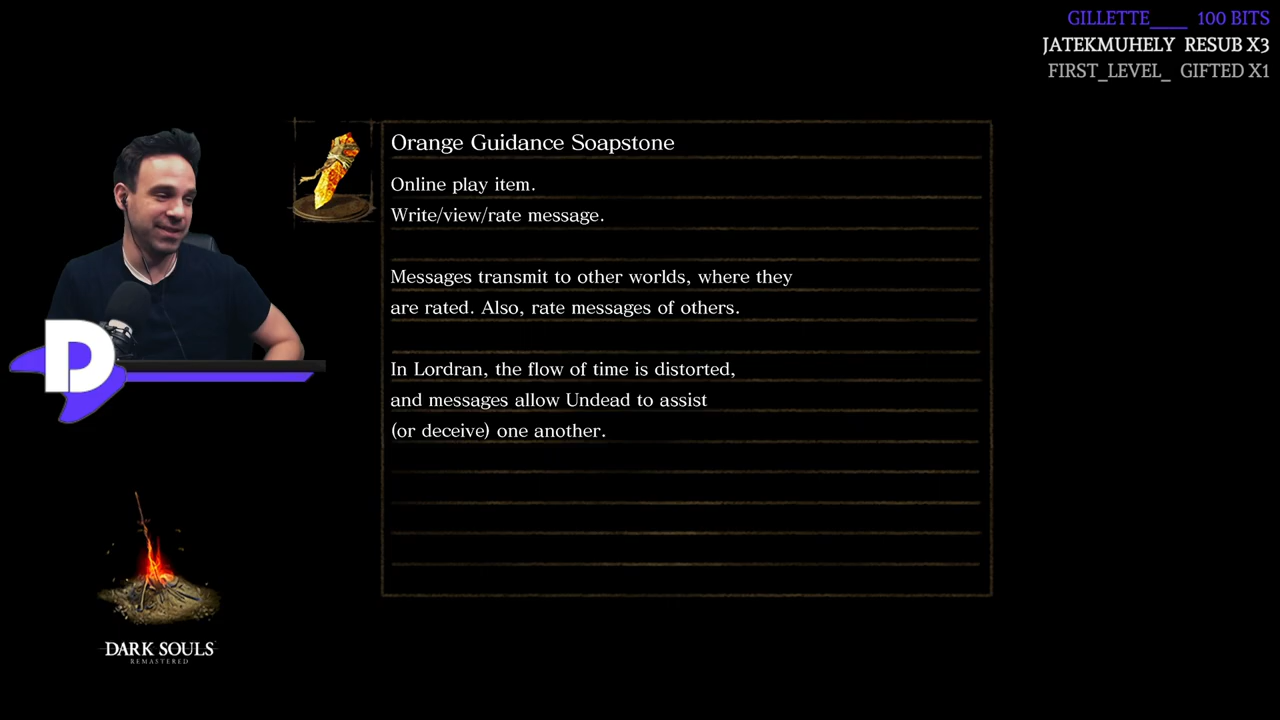 GILLETTE____ 100 BITS
JATEKMUHELY RESUB X3
FIRST_LEVEL_ GIFTED X1
Orange Guidance Soapstone
Online play item.
Write/view/rate message.
Messages transmit to other worlds, where they
are rated. Also, rate messages of others.
In Lordran, the flow of time is distorted,
and messages allow Undead to assist
(or deceive) one another.
D
DARK SOULS
REMASTERED